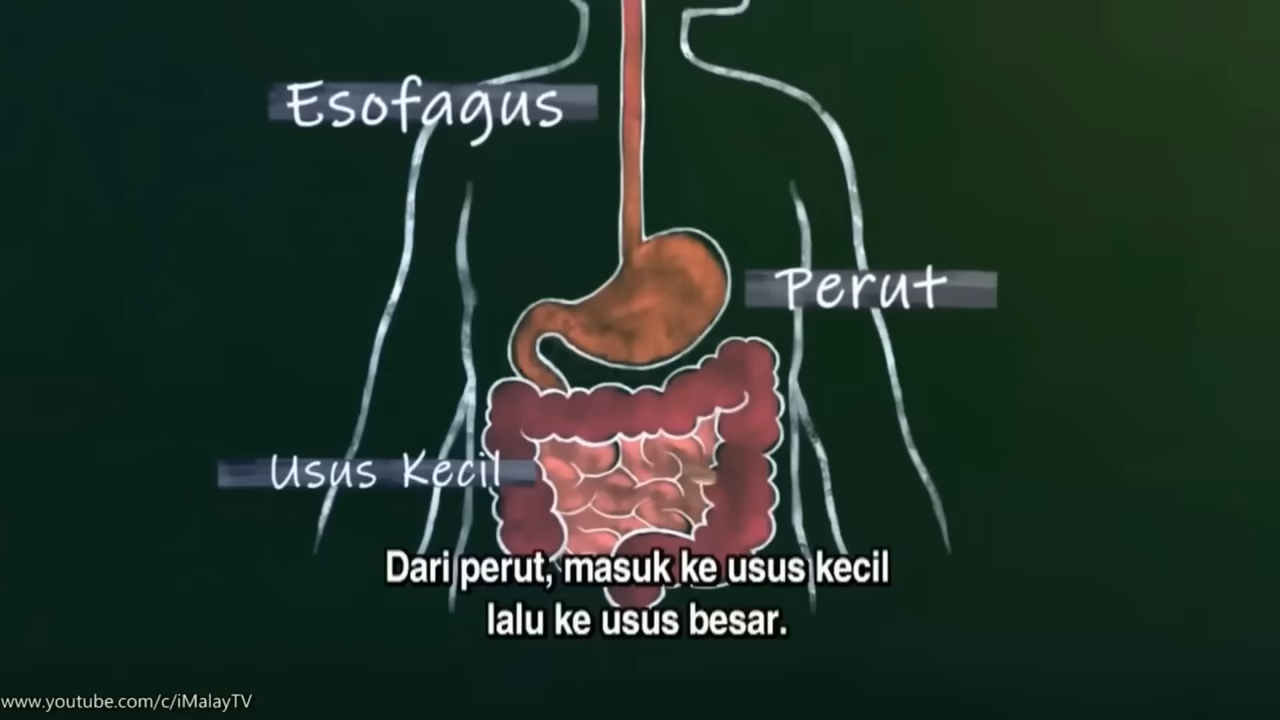 Esofagus
Perut
Usus Kecil
Dari perut, masuk ke usus kecil
lalu ke usus besar.
www.youtube.com/c/iMalayTV